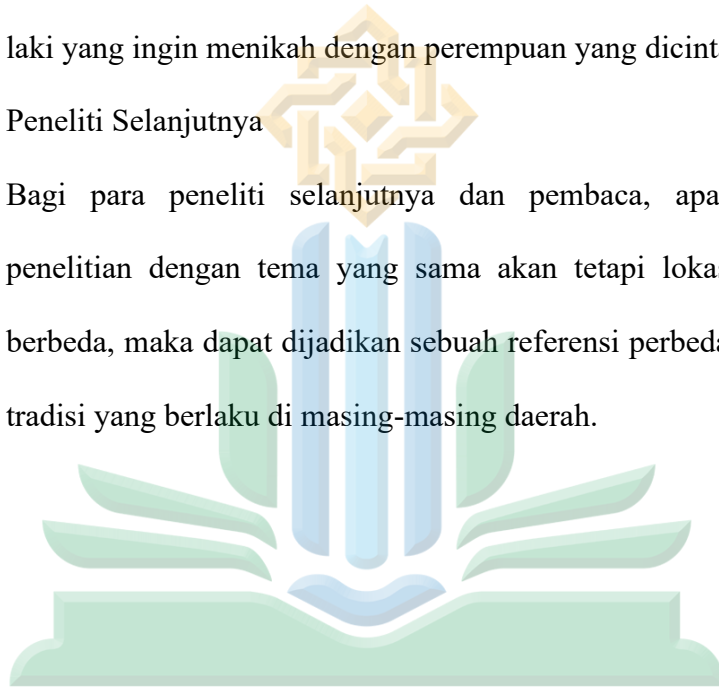 laki yang ingin menikah dengan perempuan yang dicint
Peneliti Selanjutnya
Bagi para peneliti selanjutnya dan pembaca, apa
penelitian dengan tema yang sama akan tetapi lokas
berbeda, maka dapat dijadikan sebuah referensi perbeda
tradisi yang berlaku di masing-masing daerah.